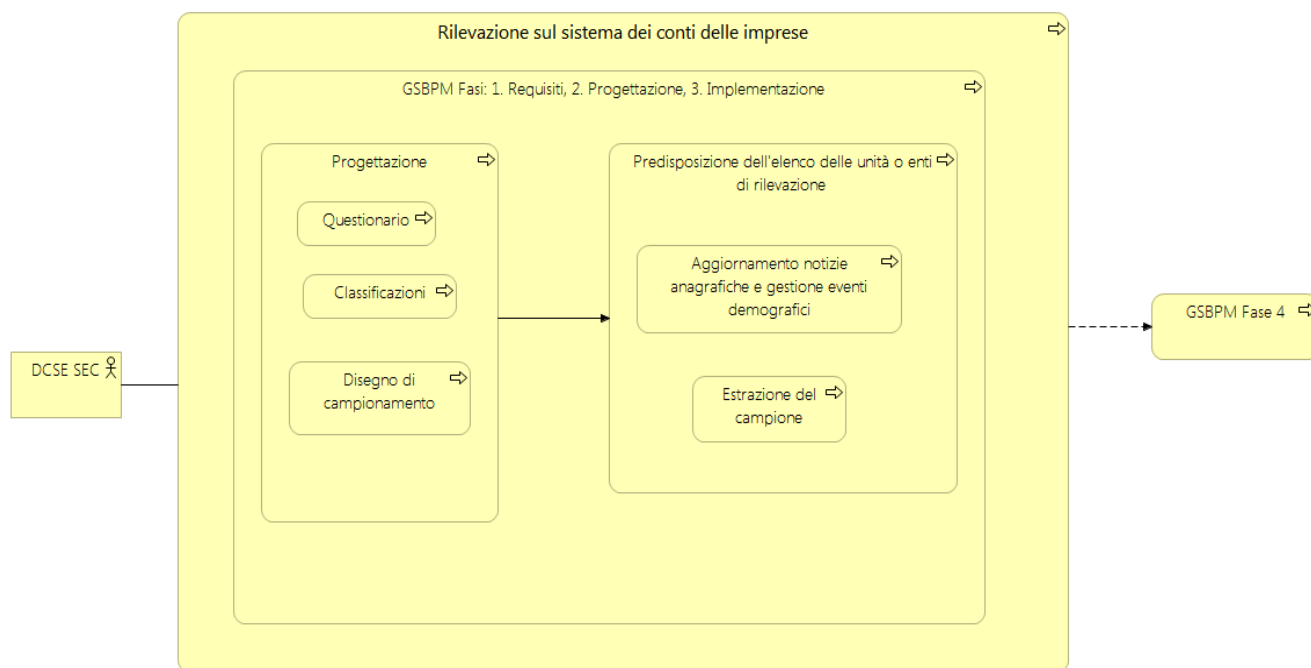 Rilevazione sul sistema dei conti delle imprese
GSBPM Fasi: 1. Requisiti, 2. Progettazione, 3. Implementazione
Progettazione
Questionario
Classificazioni
Disegno di
campionamento
Predisposizione dell'elenco delle unità o enti
di rilevazione
Aggiornamento notizie
anagrafiche e gestione eventi
demografici
Estrazione del
campione
DCSE SEC
GSBPM Fase 4